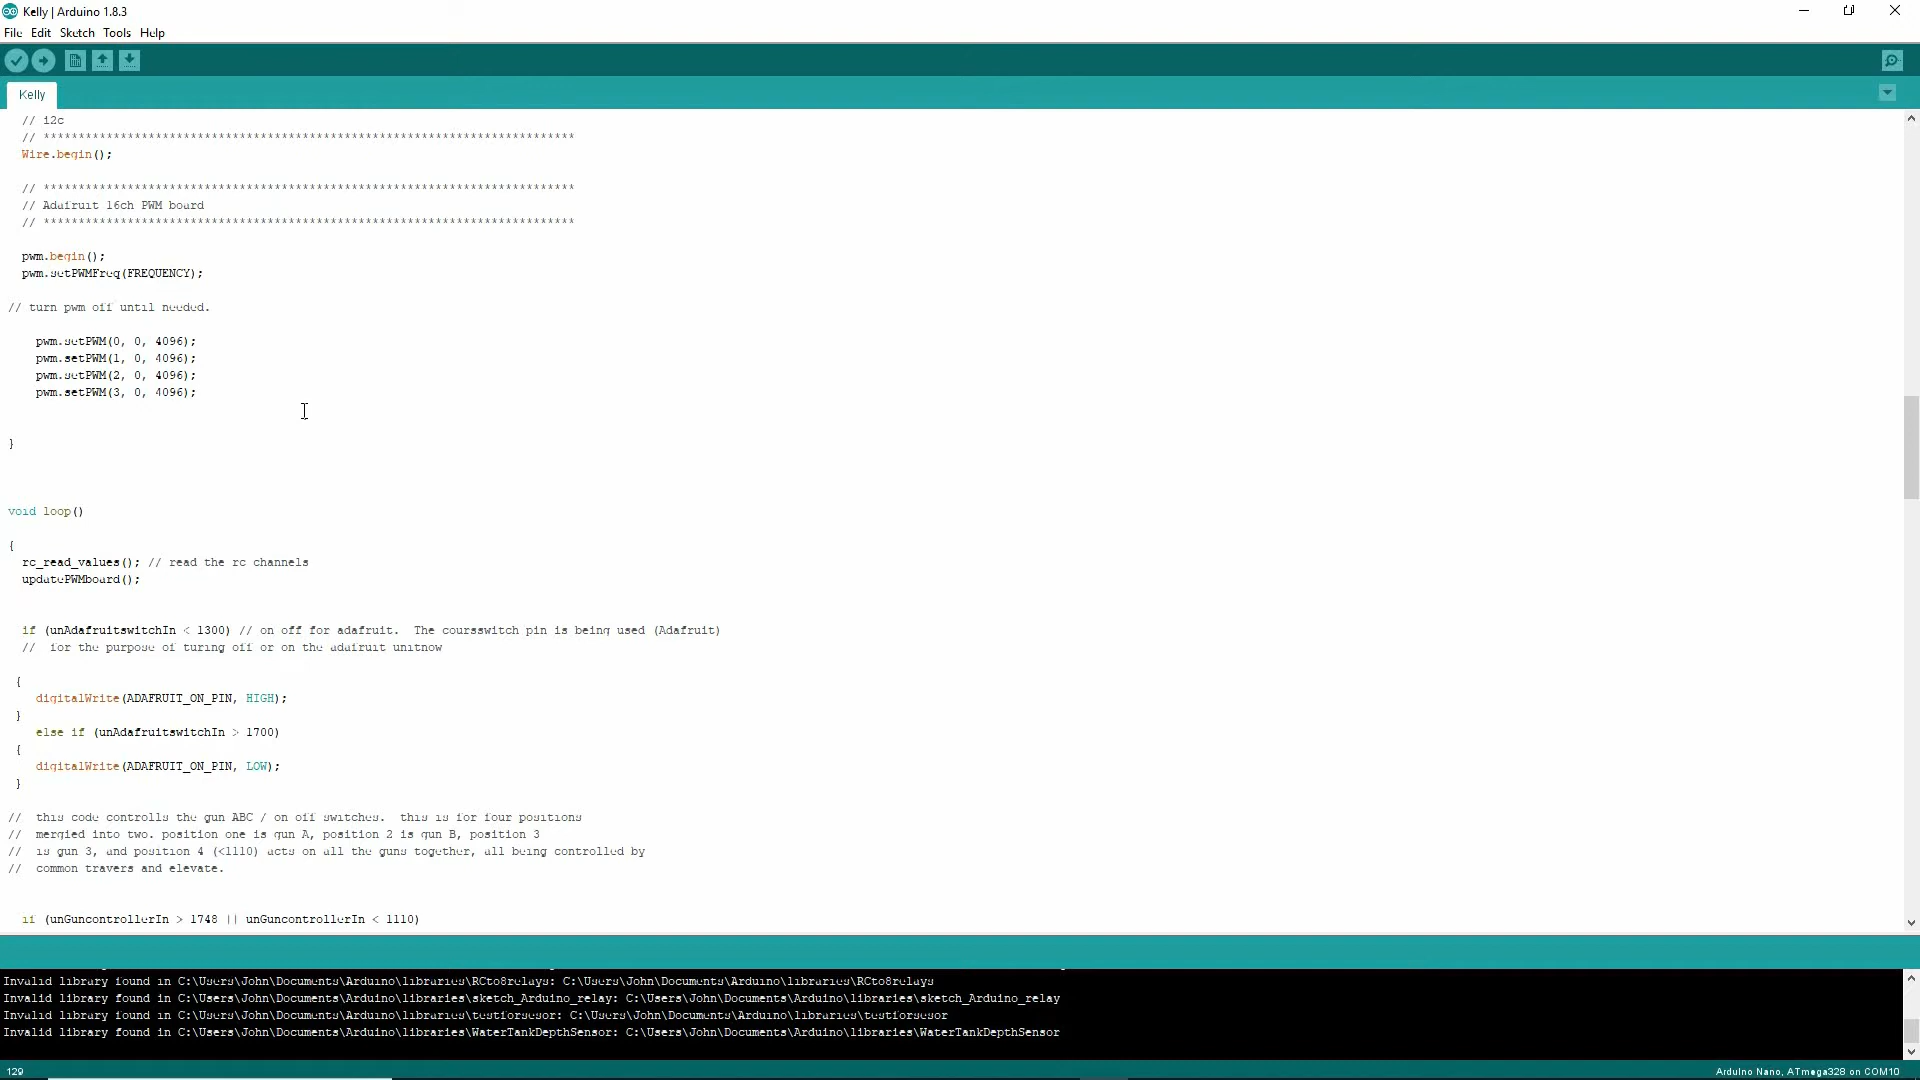 Kelly | Arduino 1.8.3
File Edit Sketch Tools Help
Kelly
// i2c
// ****************************************************************************
Wire.begin();
// ****************************************************************************
// Adafruit 16ch PWM board
// ****************************************************************************
pwm.begin();
pwm.setPWMFreq(FREQUENCY);
// turn pwm off until needed.
pwm.setPWM(0, 0, 4096);
pwm.setPWM(1, 0, 4096);
pwm.setPWM(2, 0, 4096);
pwm.setPWM(3, 0, 4096);
}
void loop()
{
rc_read_values(); // read the rc channels
updatePWMboard();
if (unAdafruitswitchIn < 1300) // on off for adafruit.  The coursswitch pin is being used (Adafruit)
//  for the purpose of turing off or on the adafruit unitnow
{
digitalWrite(ADAFRUIT_ON_PIN, HIGH);
}
else if (unAdafruitswitchIn > 1700)
{
digitalWrite(ADAFRUIT_ON_PIN, LOW);
}
//  this code controlls the gun ABC / on off switches.  this is for four positions
//  mergied into two. position one is gun A, position 2 is gun B, position 3
//  is gun 3, and position 4 (<1110) acts on all the guns together, all being controlled by
//  common travers and elevate.
if (unGuncontrollerIn > 1748 || unGuncontrollerIn < 1110)
Invalid library found in C:\Users\John\Documents\Arduino\libraries\RCto8relays: C:\Users\John\Documents\Arduino\libraries\RCto8relays
Invalid library found in C:\Users\John\Documents\Arduino\libraries\sketch_Arduino_relay: C:\Users\John\Documents\Arduino\libraries\sketch_Arduino_relay
Invalid library found in C:\Users\John\Documents\Arduino\libraries\testforsesor: C:\Users\John\Documents\Arduino\libraries\testforsesor
Invalid library found in C:\Users\John\Documents\Arduino\libraries\WaterTankDepthSensor: C:\Users\John\Documents\Arduino\libraries\WaterTankDepthSensor
129
Arduino Nano, ATmega328 on COM10